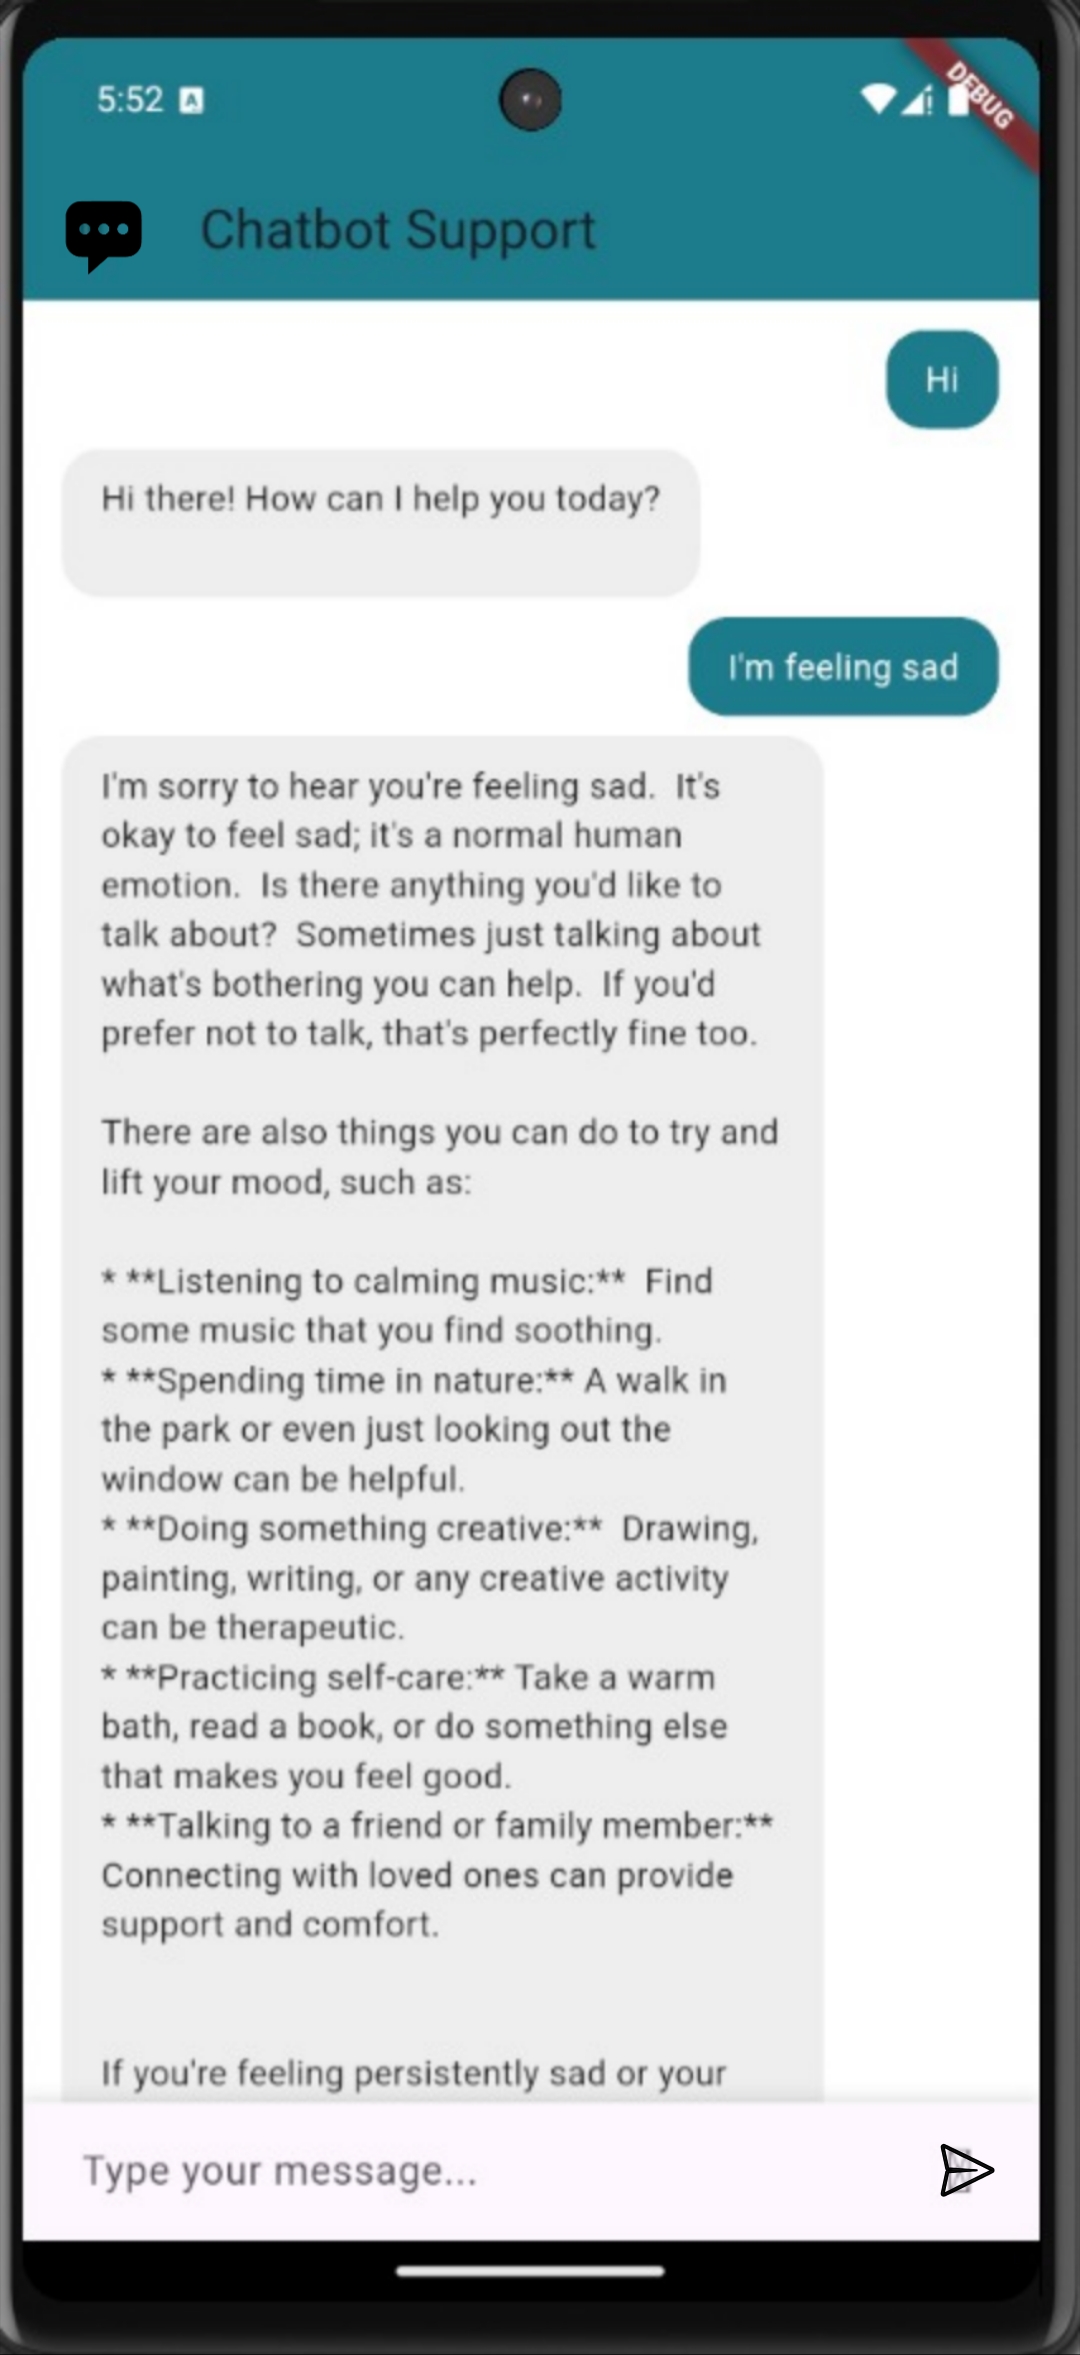 5:52 A
DEBUG
Chatbot Support
Hi
Hi there! How can I help you today?
I'm feeling sad
I'm sorry to hear you're feeling sad.  It's
okay to feel sad; it's a normal human
emotion.  Is there anything you'd like to
talk about?  Sometimes just talking about
what's bothering you can help.  If you'd
prefer not to talk, that's perfectly fine too.
There are also things you can do to try and
lift your mood, such as:
* **Listening to calming music:**  Find
some music that you find soothing.
* **Spending time in nature:** A walk in
the park or even just looking out the
window can be helpful.
* **Doing something creative:**  Drawing,
painting, writing, or any creative activity
can be therapeutic.
* **Practicing self-care:** Take a warm
bath, read a book, or do something else
that makes you feel good.
* **Talking to a friend or family member:**
Connecting with loved ones can provide
support and comfort.
If you're feeling persistently sad or your
Type your message...